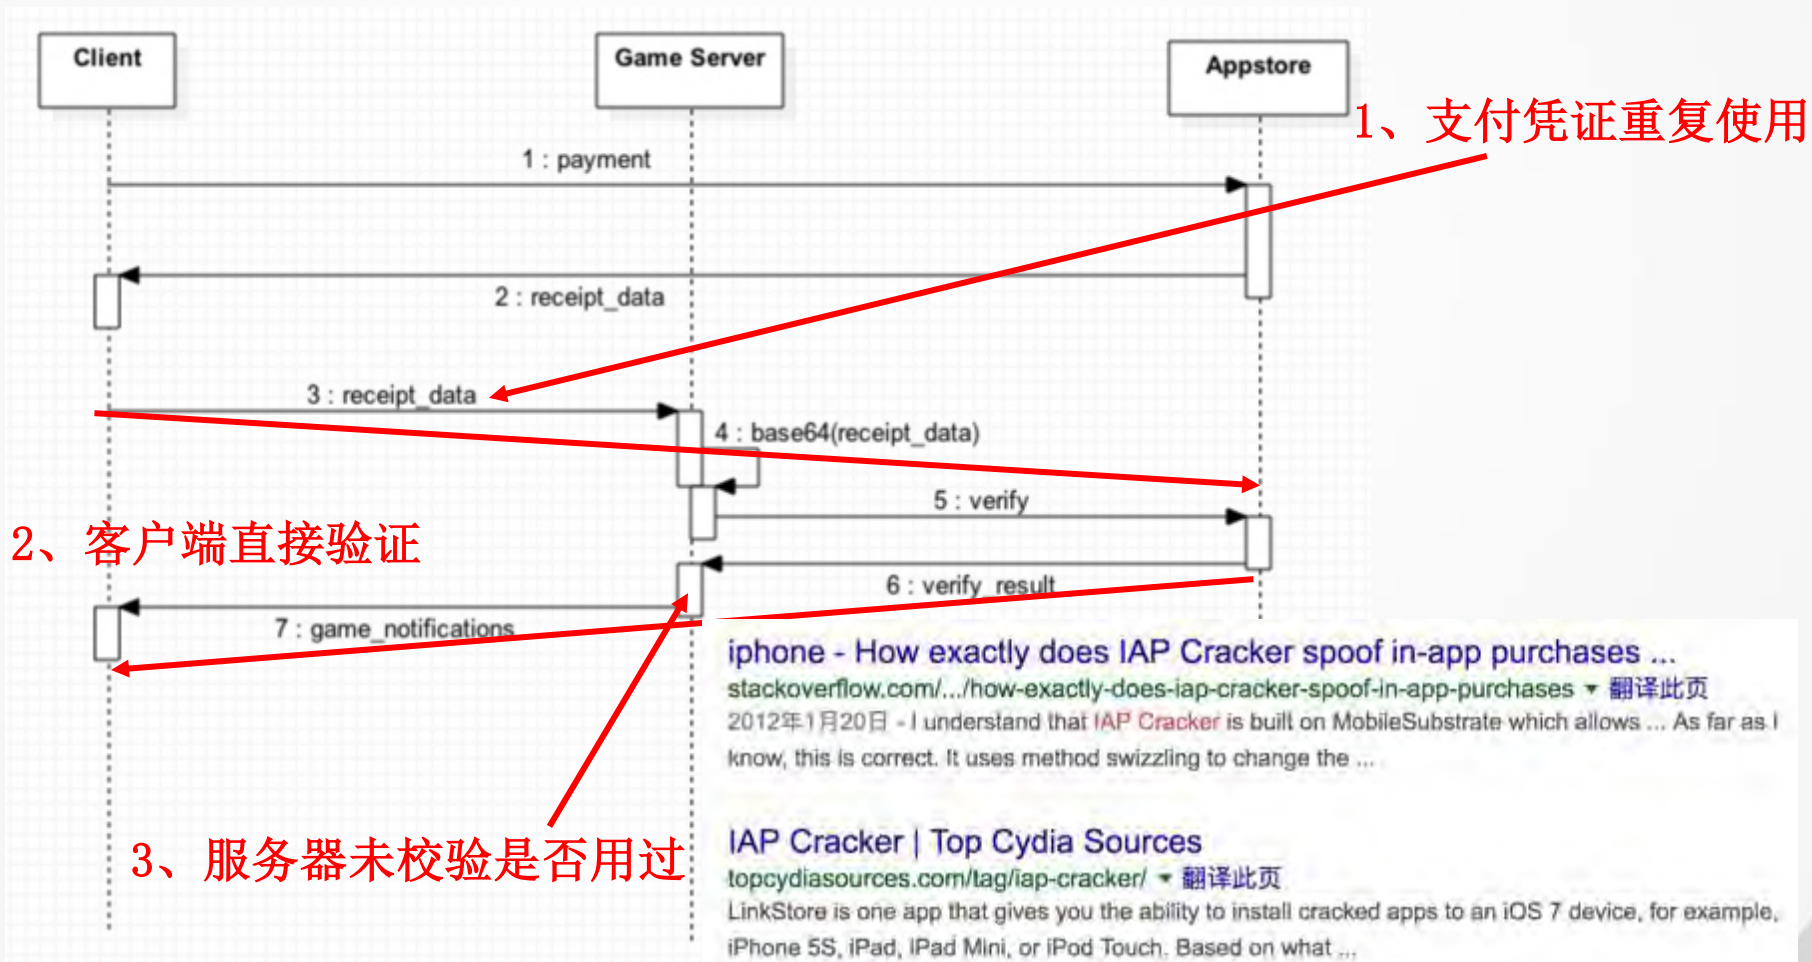 Client
Game Server
Appstore
1、支付凭证重复使用
1 : payment
2 : receipt_data
3 : receipt_data
4 : base64(receipt_data)
5 : verify
2、客户端直接验证
6 : verify_result
7 : game_notifications
3、服务器未校验是否用过
iphone - How exactly does IAP Cracker spoof in-app purchases ...
stackoverflow.com/.../how-exactly-does-iap-cracker-spoof-in-app-purchases ▾ 翻译此页
2012年1月20日 - I understand that IAP Cracker is built on MobileSubstrate which allows ... As far as I
know, this is correct. It uses method swizzling to change the ...
IAP Cracker | Top Cydia Sources
topcydiasources.com/tag/iap-cracker/ ▾ 翻译此页
LinkStore is one app that gives you the ability to install cracked apps to an iOS 7 device, for example,
iPhone 5S, iPad, iPad Mini, or iPod Touch. Based on what ...